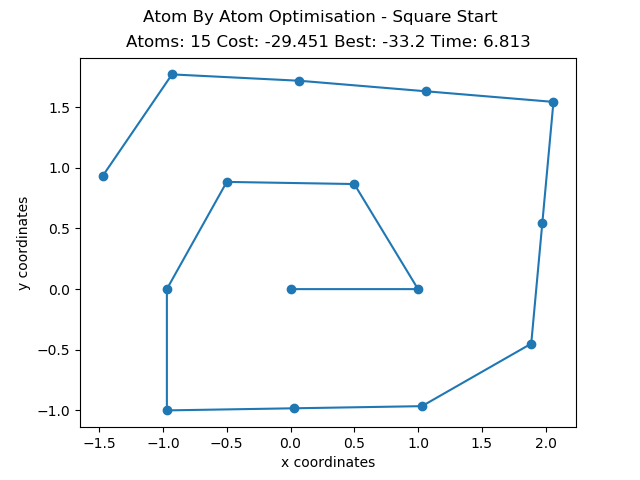 Atom By Atom Optimisation - Square Start
Atoms: 15 Cost: -29.451 Best: -33.2 Time: 6.813
y coordinates
1.5
1.0
0.5
0.0
−0.5
−1.0
−1.5 −1.0 −0.5 0.0 0.5 1.0 1.5 2.0
x coordinates